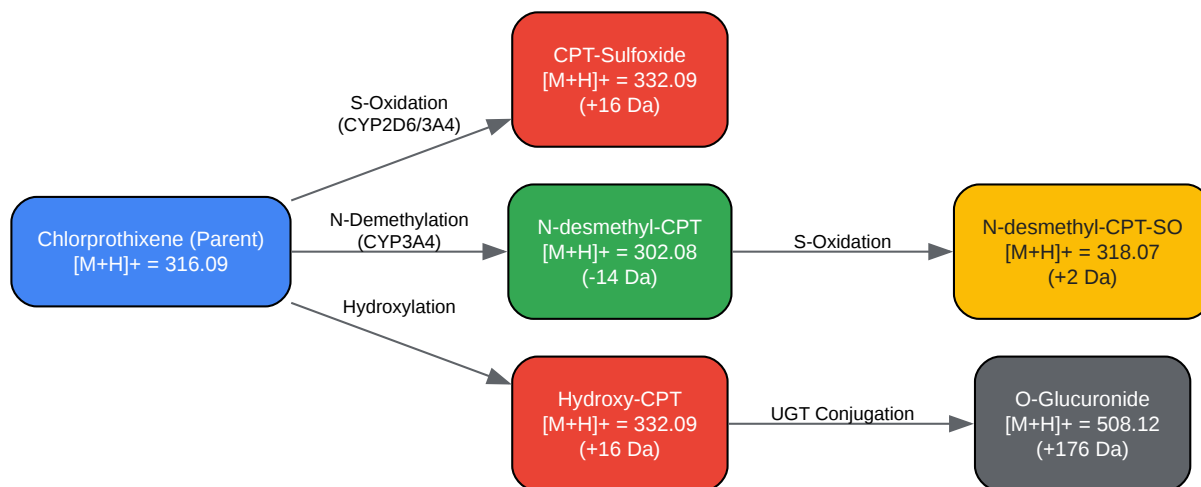 CPT-Sulfoxide
[M+H]+ = 332.09
(+16 Da)
S-Oxidation
(CYP2D6/3A4)
Chlorprothixene (Parent)
[M+H]+ = 316.09
N-Demethylation
(CYP3A4)
N-desmethyl-CPT
[M+H]+ = 302.08
(-14 Da)
S-Oxidation
N-desmethyl-CPT-SO
[M+H]+ = 318.07
(+2 Da)
Hydroxylation
Hydroxy-CPT
[M+H]+ = 332.09
(+16 Da)
UGT Conjugation
O-Glucuronide
[M+H]+ = 508.12
(+176 Da)